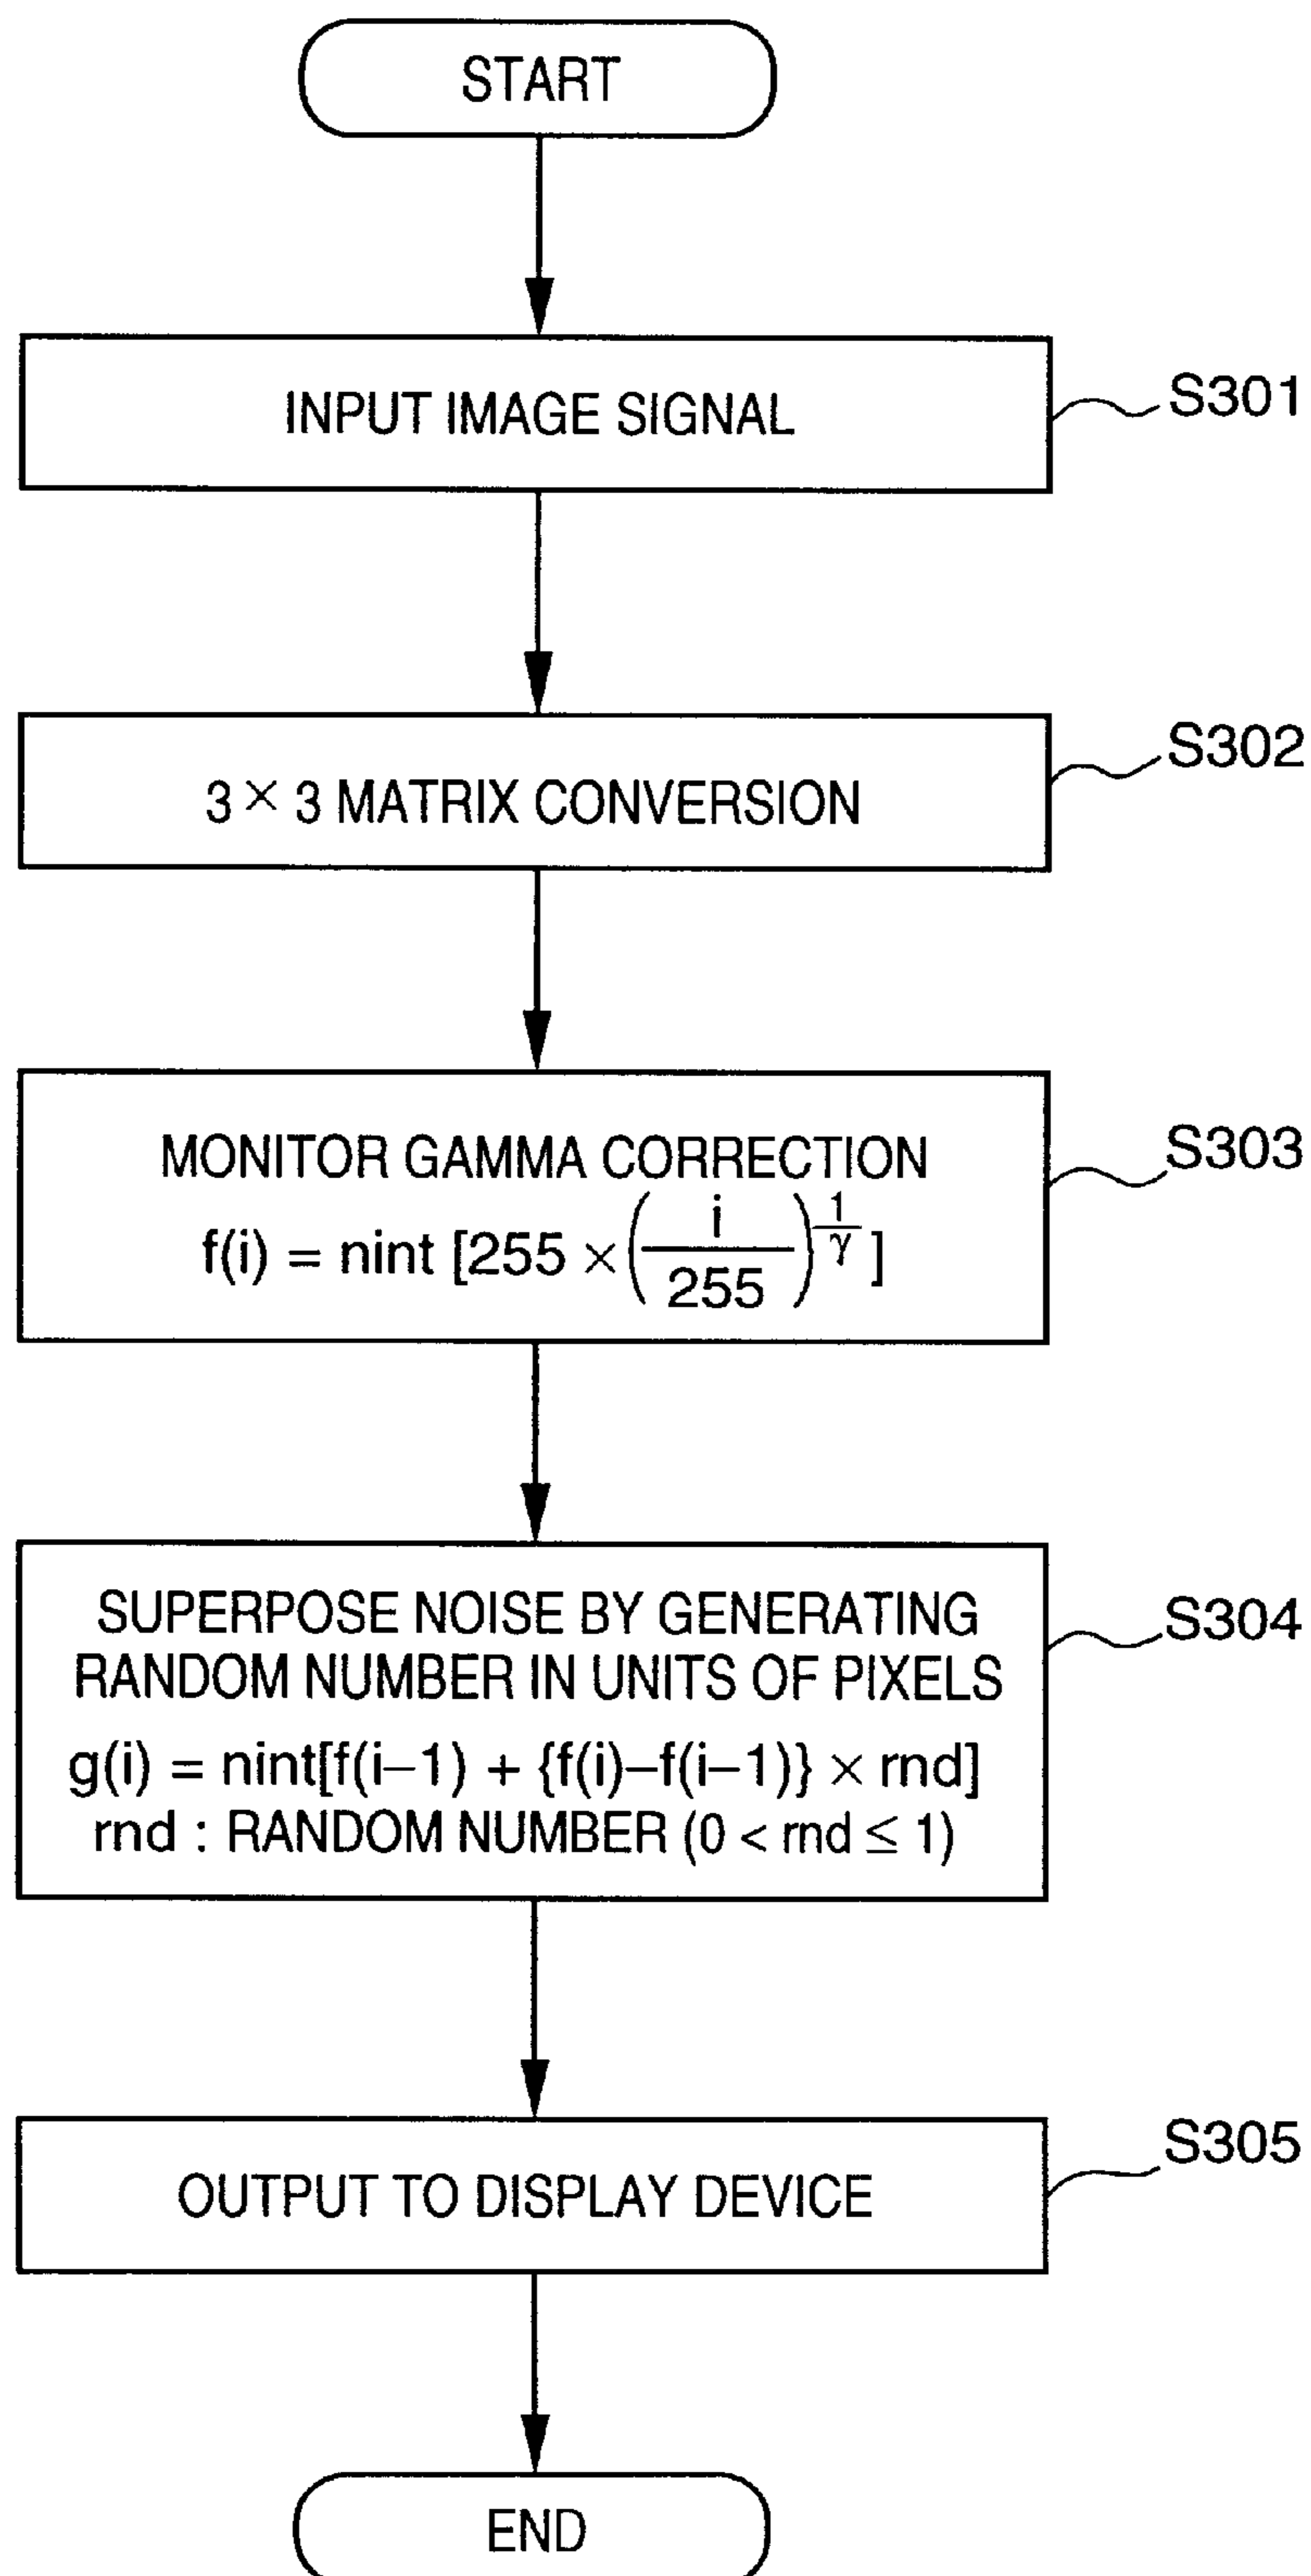 START
INPUT IMAGE SIGNAL
S301
3 × 3 MATRIX CONVERSION
S302
MONITOR GAMMA CORRECTION
f(i) = nint [255 × (i/255)^(1/γ)]
S303
SUPERPOSE NOISE BY GENERATING
RANDOM NUMBER IN UNITS OF PIXELS
g(i) = nint[f(i–1) + {f(i)–f(i–1)} × rnd]
rnd : RANDOM NUMBER (0 < rnd ≤ 1)
S304
OUTPUT TO DISPLAY DEVICE
S305
END